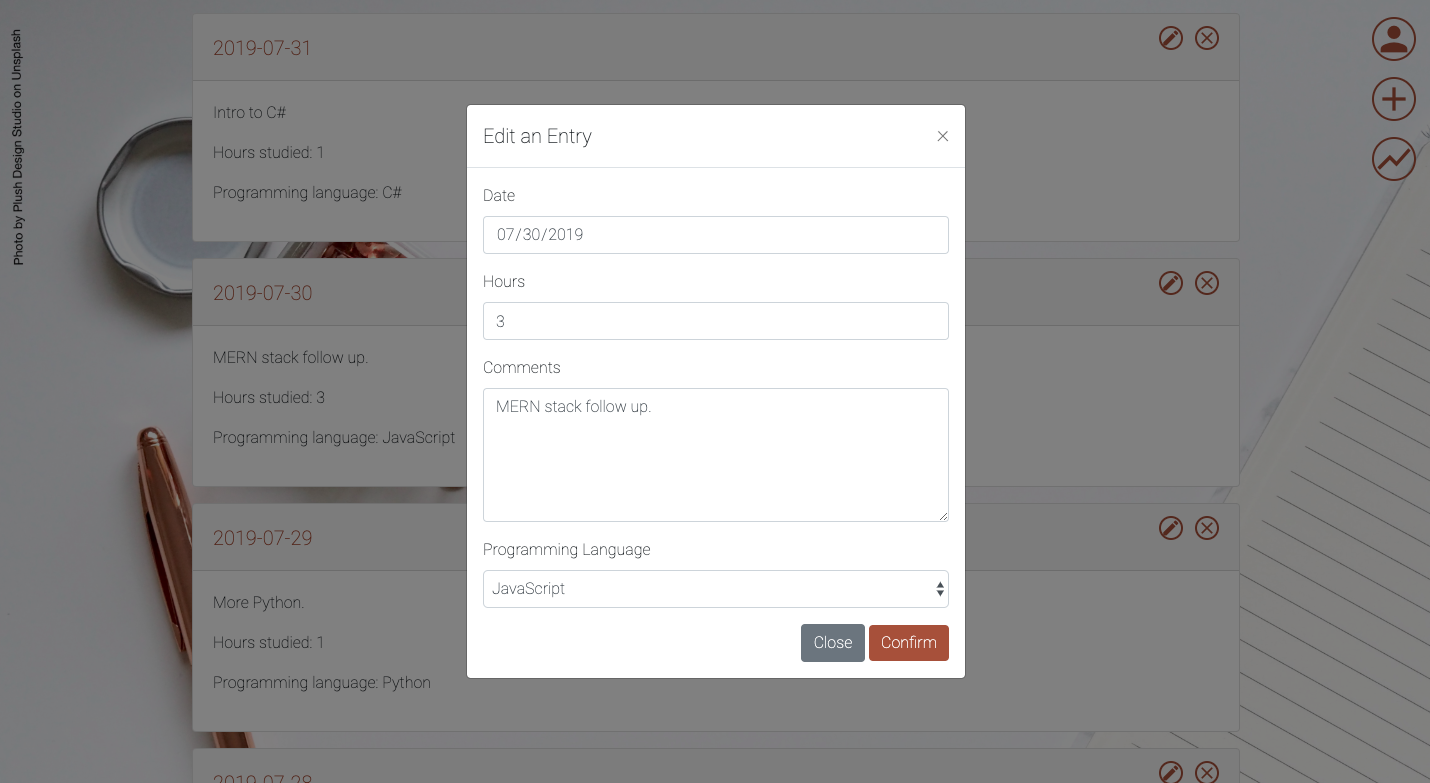 Photo by Plush Design Studio on Unsplash
2019-07-31
Intro to C#
Hours studied: 1
Programming language: C#
2019-07-30
MERN stack follow up.
Hours studied: 3
Programming language: JavaScript
2019-07-29
More Python.
Hours studied: 1
Programming language: Python
2019-07-28
Edit an Entry
×
Date
07/30/2019
Hours
3
Comments
MERN stack follow up.
Programming Language
JavaScript
Close Confirm